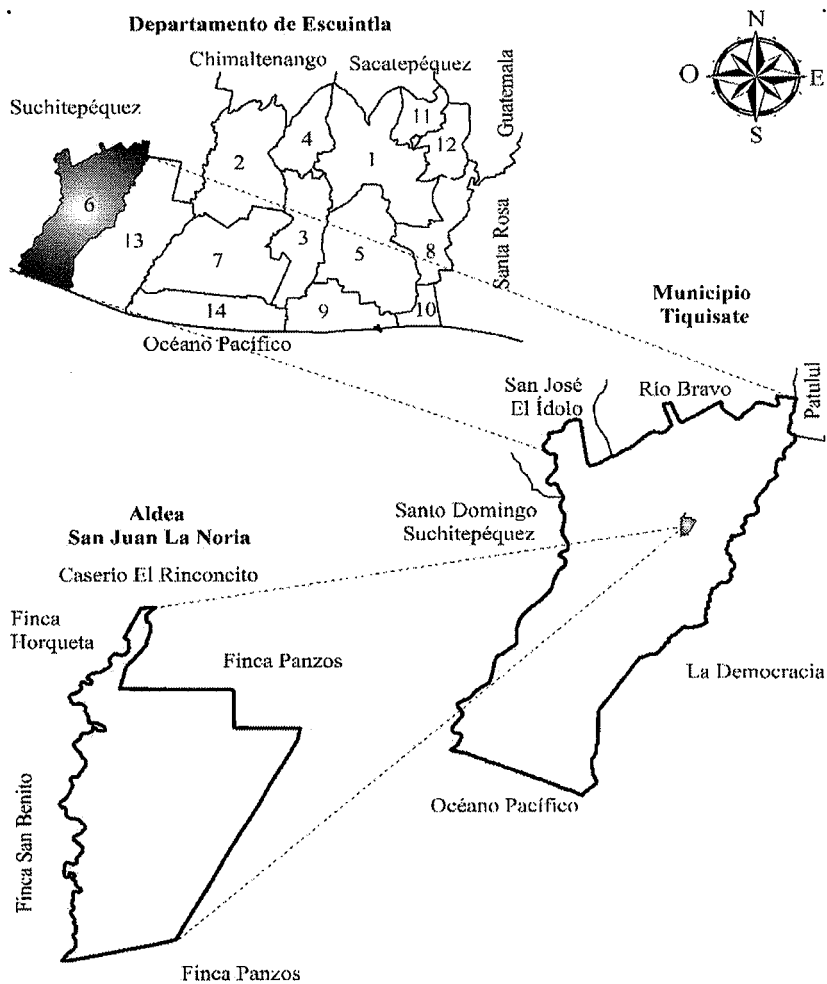 Departamento de Escuintla
Chimaltenango
Sacatepéquez
Guatemala
Suchitepéquez
Santa Rosa
11
4
12
2
1
6
3
13
7
5
8
14
9
10
Océano Pacífico
N
O
E
S
Municipio
Tiquisate
San José
El Ídolo
Río Bravo
Patulul
Santo Domingo
Suchitepéquez
La Democracia
Océano Pacífico
Aldea
San Juan La Noria
Caserío El Rinconcito
Finca
Horqueta
Finca Panzos
Finca San Benito
Finca Panzos